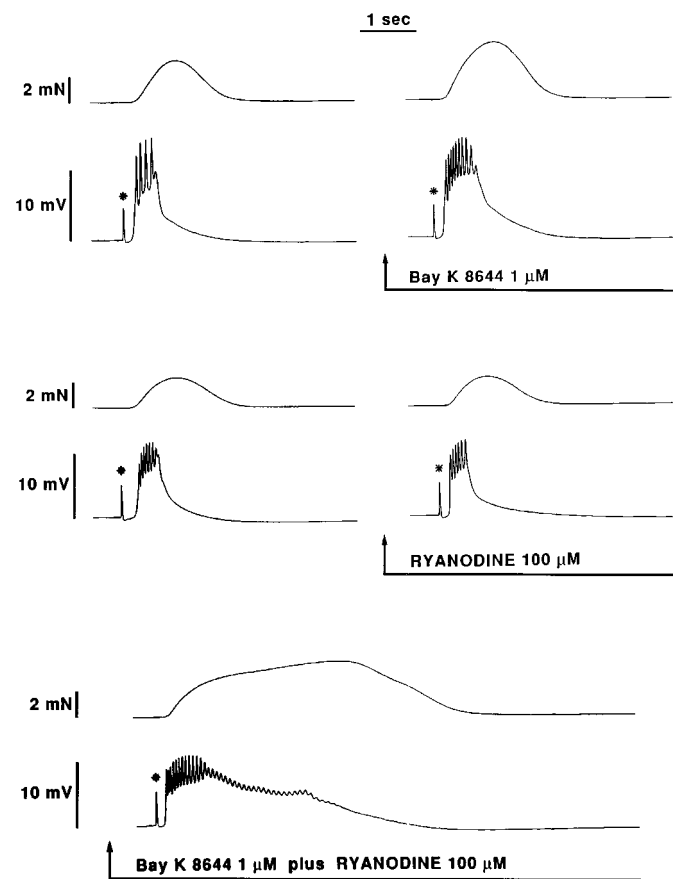 1 sec
2 mN
10 mV
*
*
Bay K 8644 1 μM
2 mN
10 mV
*
*
RYANODINE 100 μM
2 mN
10 mV
*
Bay K 8644 1 μM plus RYANODINE 100 μM